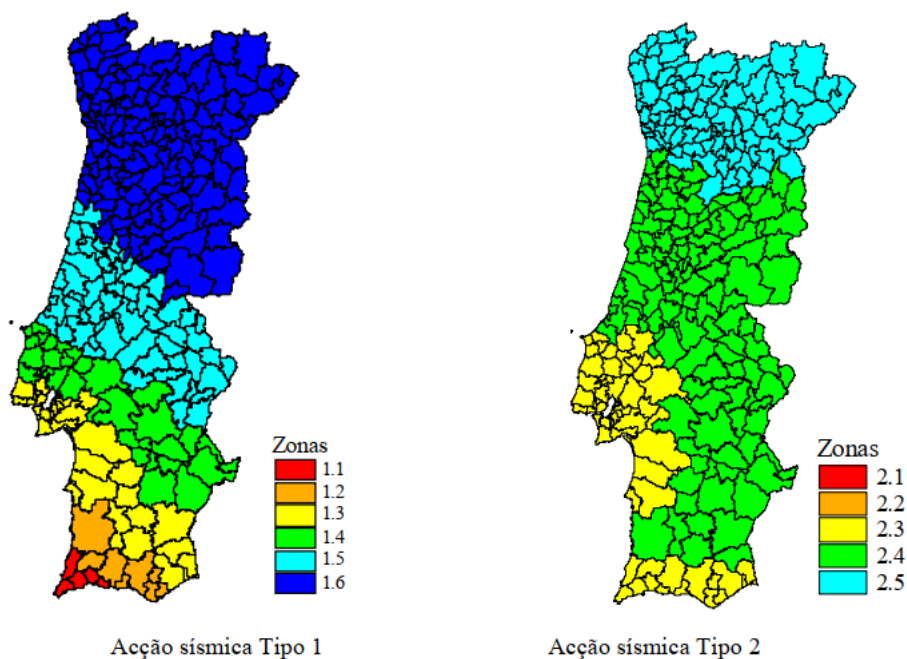 Zonas
1.1
1.2
1.3
1.4
1.5
1.6
Zonas
2.1
2.2
2.3
2.4
2.5
Acção sísmica Tipo 1
Acção sísmica Tipo 2